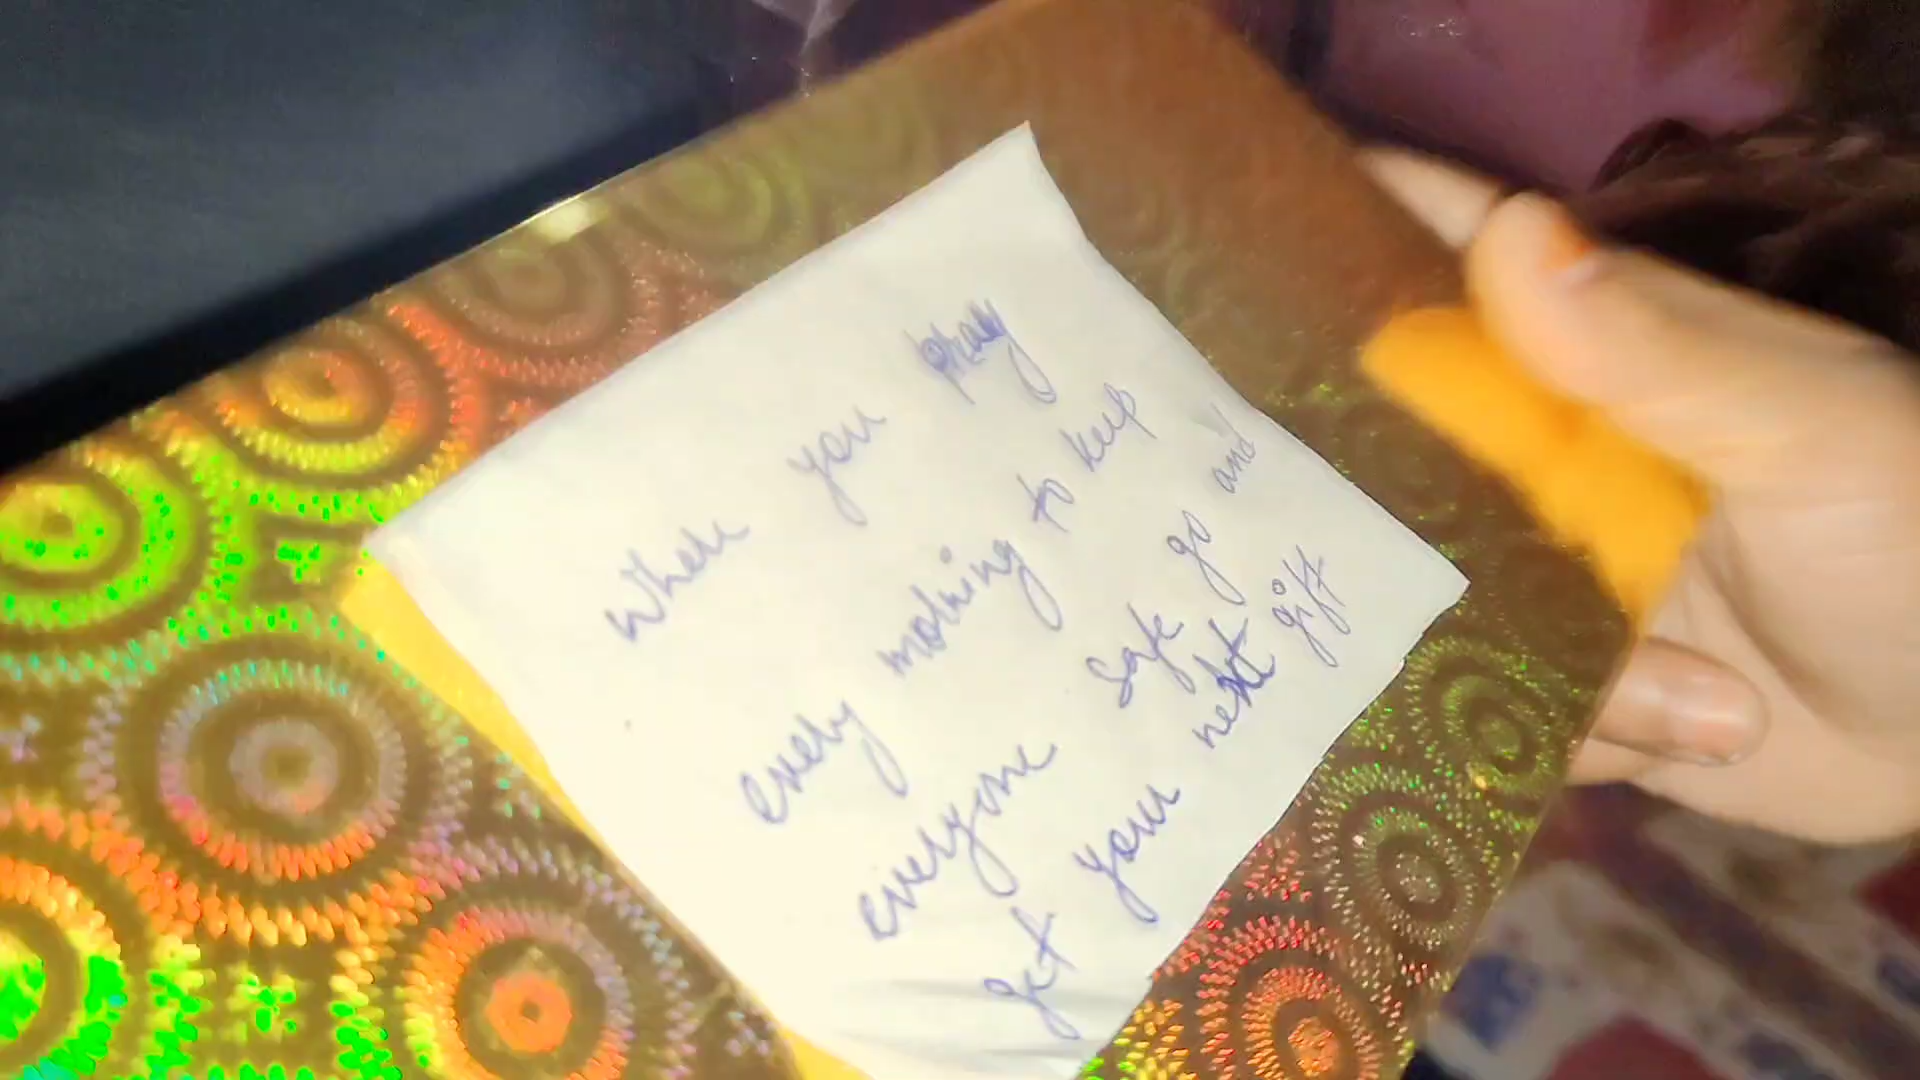 Where you Pray
every morning to keep
everyone safe go and
get your next gift